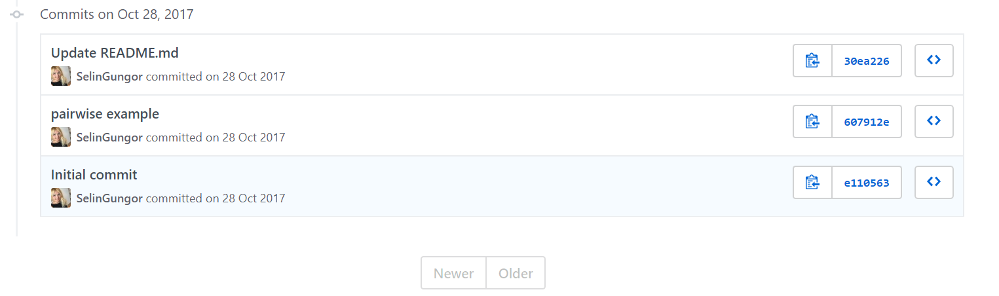 Commits on Oct 28, 2017
Update README.md
SelinGungor committed on 28 Oct 2017
30ea226
pairwise example
SelinGungor committed on 28 Oct 2017
607912e
Initial commit
SelinGungor committed on 28 Oct 2017
e110563
Newer Older